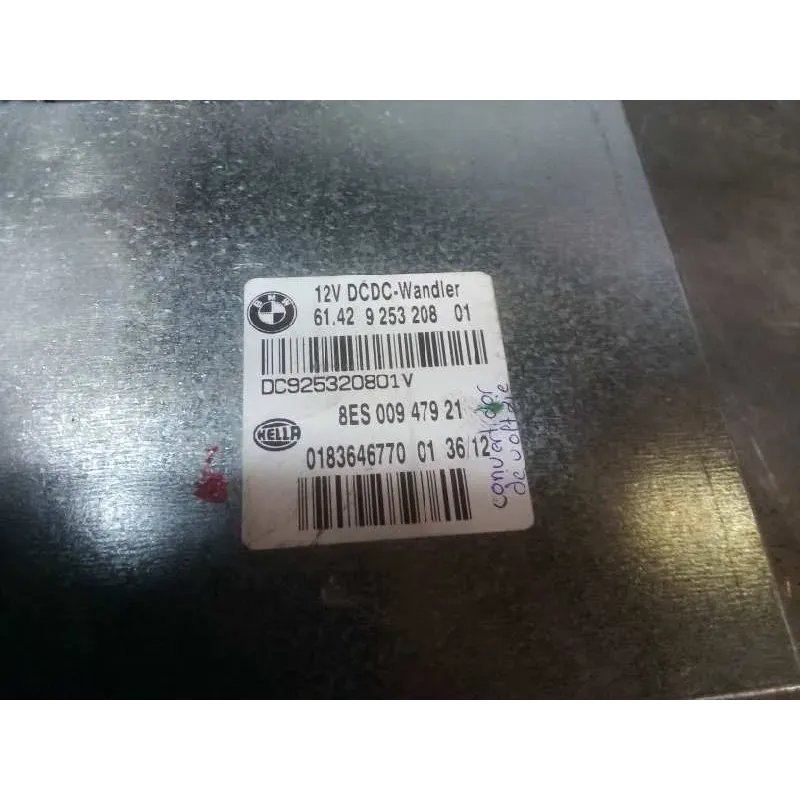 BMW
12V DCDC-Wandler
61.42 9 253 208 01
DC925320801V
HELLA
8ES 009 479 21
0183646770 01 36/12
convertidor
de voltaje